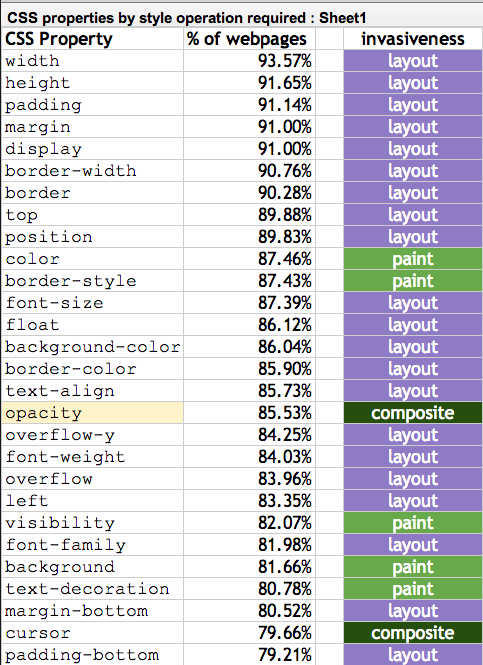 CSS properties by style operation required : Sheet1
CSS Property % of webpages invasiveness
width 93.57% layout
height 91.65% layout
padding 91.14% layout
margin 91.00% layout
display 91.00% layout
border-width 90.76% layout
border 90.28% layout
top 89.88% layout
position 89.83% layout
color 87.46% paint
border-style 87.43% paint
font-size 87.39% layout
float 86.12% layout
background-color 86.04% layout
border-color 85.90% layout
text-align 85.73% layout
opacity 85.53% composite
overflow-y 84.25% layout
font-weight 84.03% layout
overflow 83.96% layout
left 83.35% layout
visibility 82.07% paint
font-family 81.98% layout
background 81.66% paint
text-decoration 80.78% paint
margin-bottom 80.52% layout
cursor 79.66% composite
padding-bottom 79.21% layout